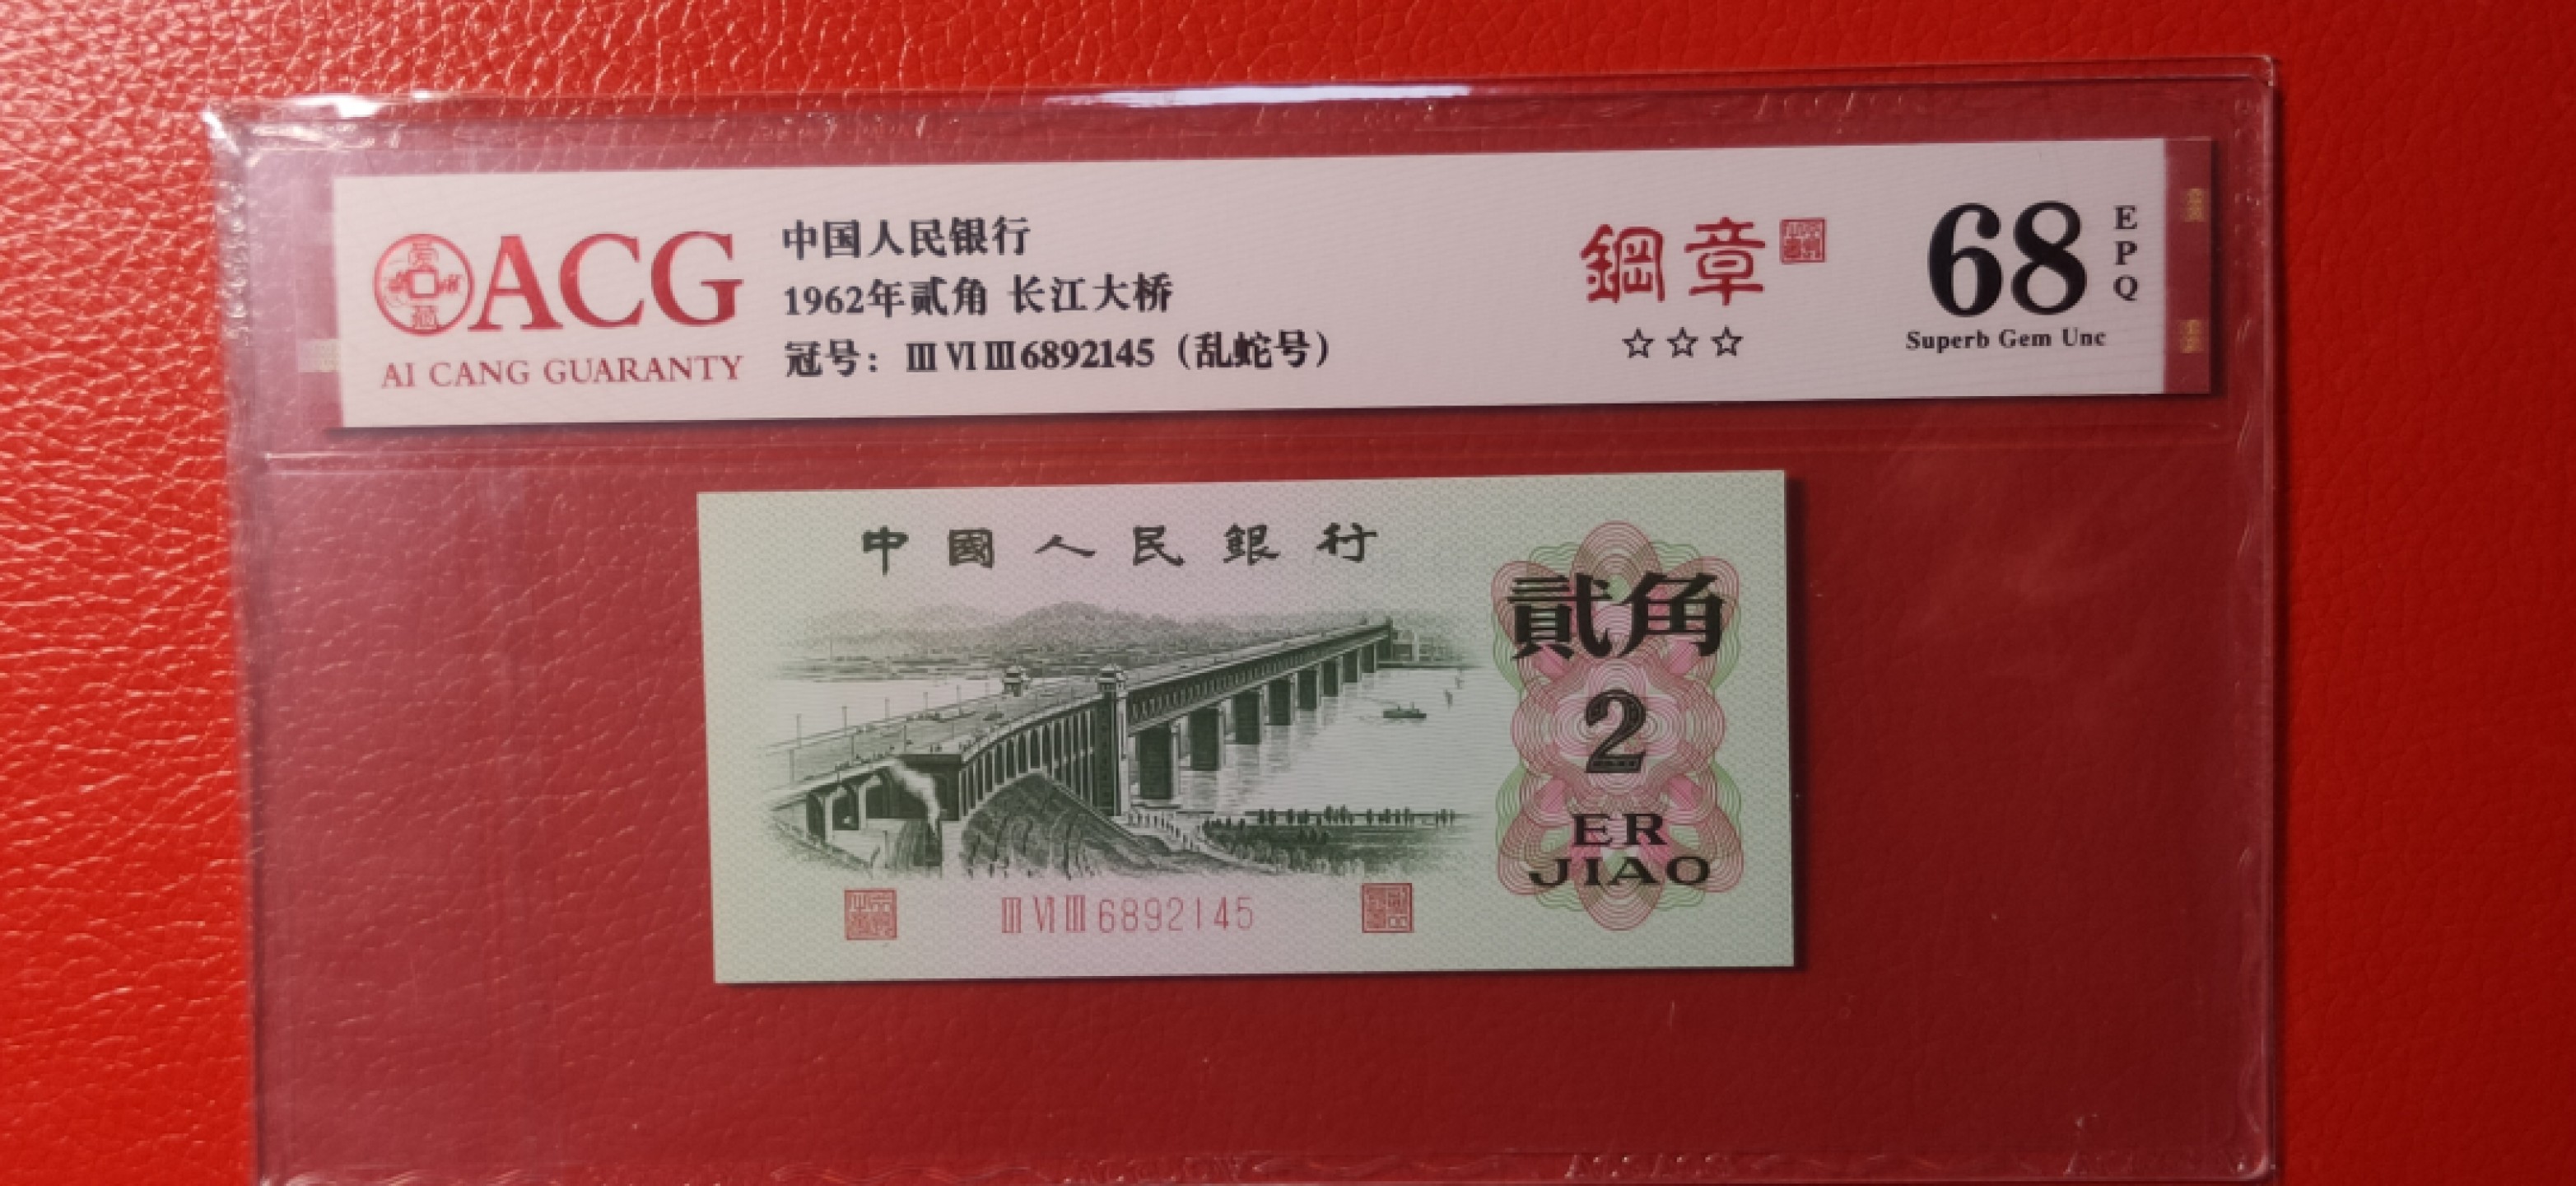 ACG
AI CANG GUARANTY
中国人民银行
1962年贰角 长江大桥
冠号：ⅢⅥⅢ6892145（乱蛇号）
鋼章
☆☆☆
68
EPQ
Superb Gem Unc
中國人民銀行
貳角
2
ER
JIAO
ⅢⅥⅢ6892145